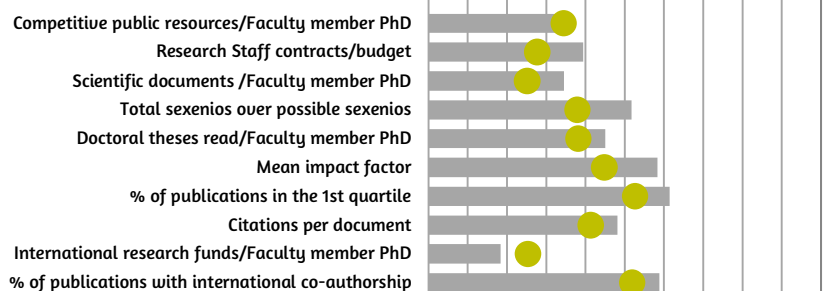 Competitive public resources/Faculty member PhD
Research Staff contracts/budget
Scientific documents /Faculty member PhD
Total sexenios over possible sexenios
Doctoral theses read/Faculty member PhD
Mean impact factor
% of publications in the 1st quartile
Citations per document
International research funds/Faculty member PhD
% of publications with international co-authorship